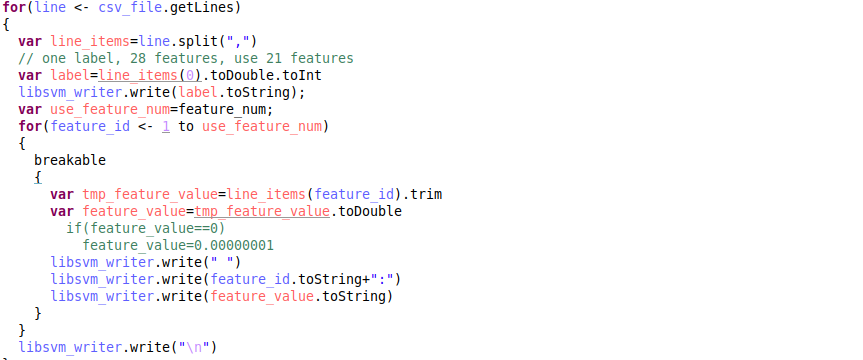 for(line <- csv_file.getLines)
{
  var line_items=line.split(",")
  // one label, 28 features, use 21 features
  var label=line_items(0).toDouble.toInt
  libsvm_writer.write(label.toString);
  var use_feature_num=feature_num;
  for(feature_id <- 1 to use_feature_num)
  {
    breakable
    {
      var tmp_feature_value=line_items(feature_id).trim
      var feature_value=tmp_feature_value.toDouble
        if(feature_value==0)
          feature_value=0.00000001
      libsvm_writer.write(" ")
      libsvm_writer.write(feature_id.toString+":")
      libsvm_writer.write(feature_value.toString)
    }
  }
  libsvm_writer.write("\n")